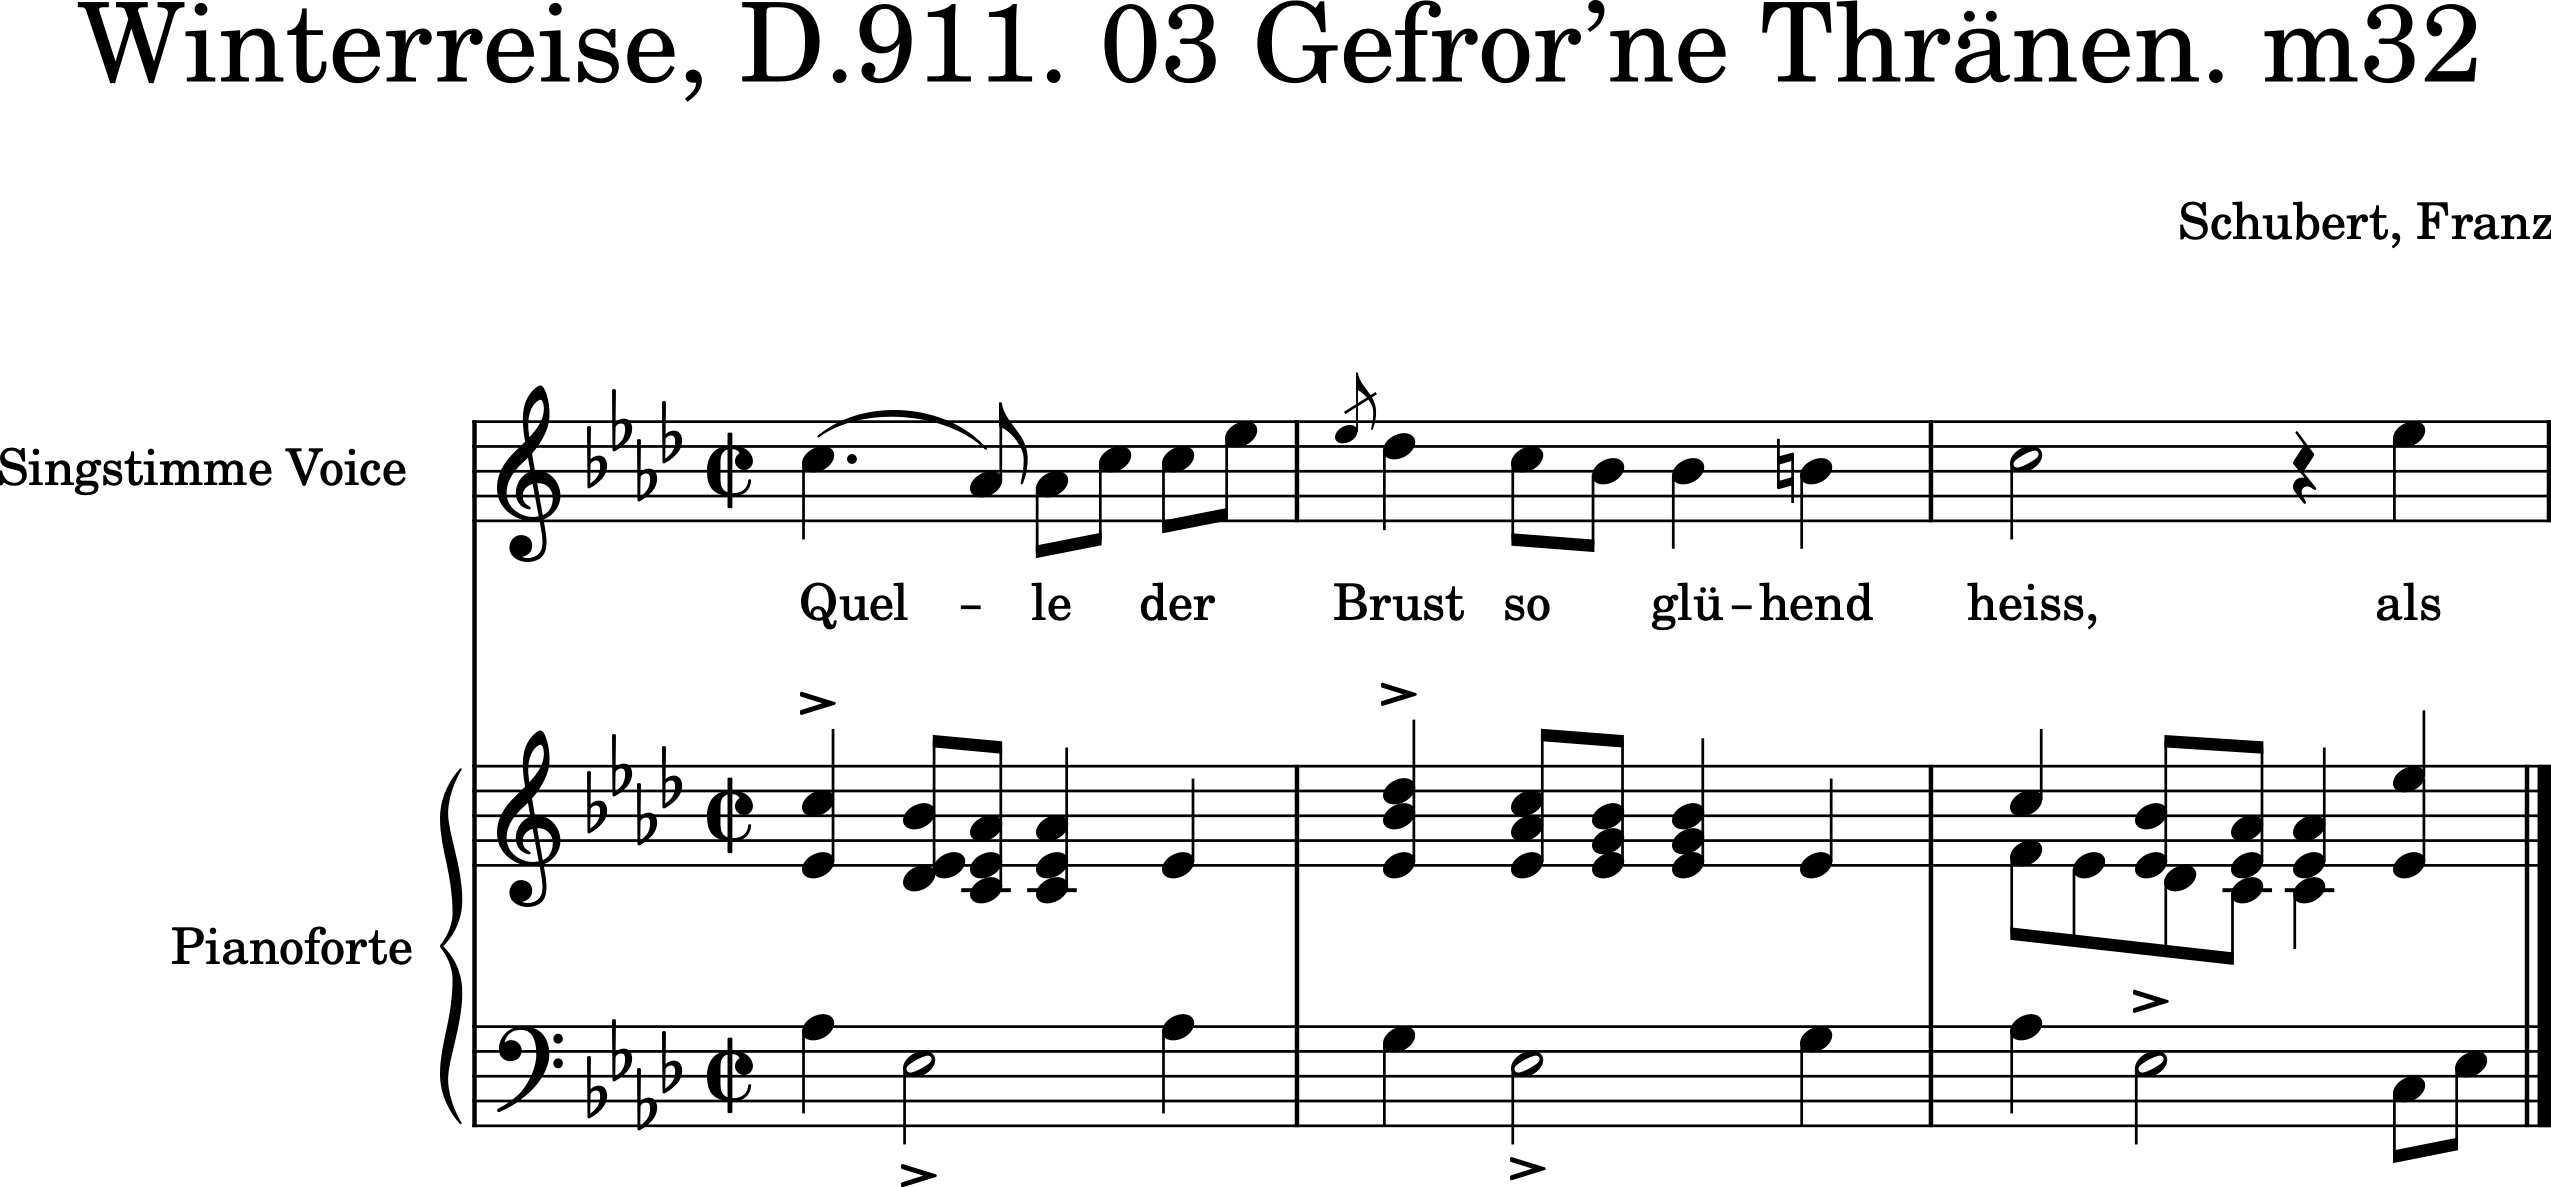 Winterreise, D.911. 03 Gefror’ne Thränen. m32
Schubert, Franz
Singstimme Voice
Quel – le der Brust so glü – hend heiss, als
Pianoforte